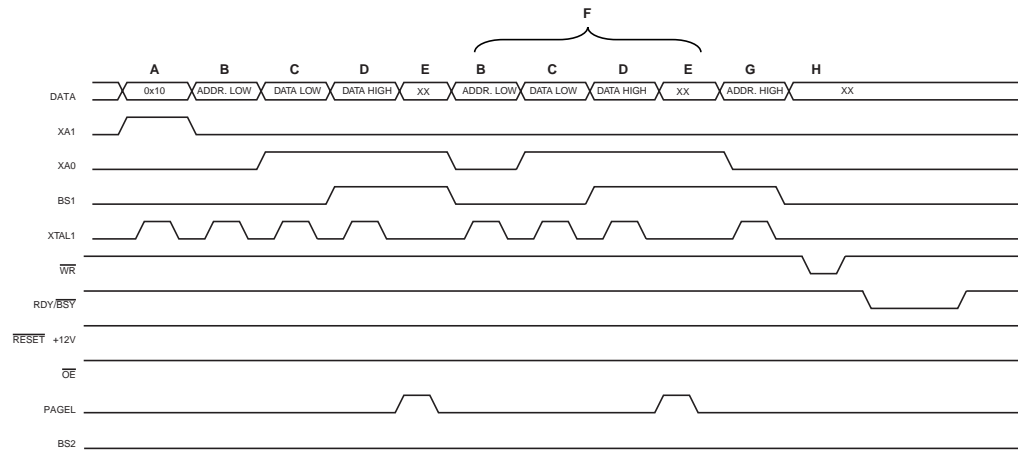 F
A B C D E B C D E G H
DATA 0x10 ADDR. LOW DATA LOW DATA HIGH XX ADDR. LOW DATA LOW DATA HIGH XX ADDR. HIGH XX
XA1
XA0
BS1
XTAL1
WR
RDY/BSY
RESET +12V
OE
PAGEL
BS2